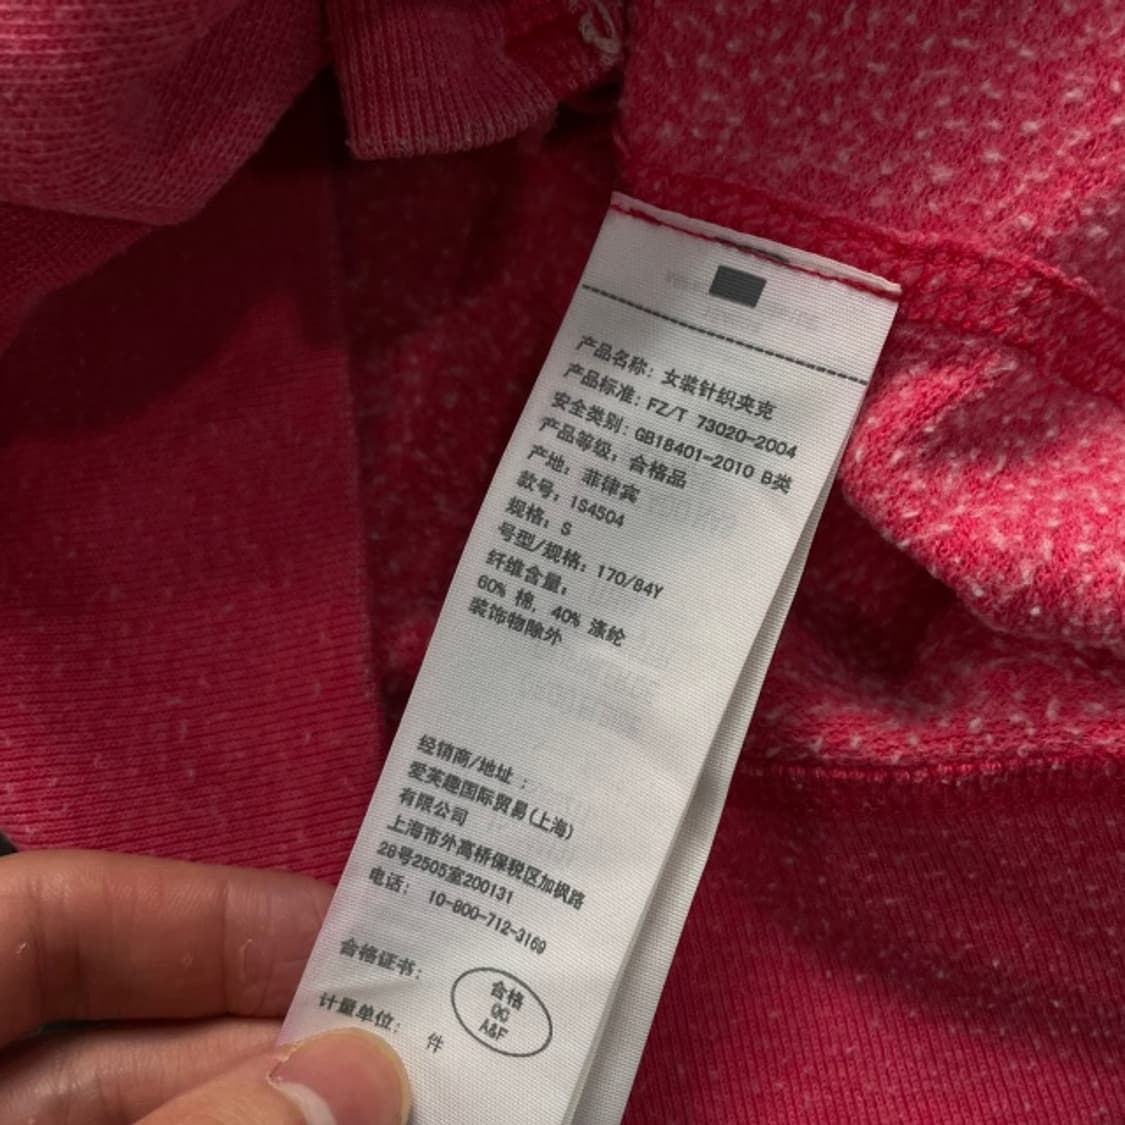 产品名称：女装针织夹克
产品标准：FZ/T 73020-2004
安全类别：GB18401-2010 B类
产品等级：合格品
产地：菲律宾
款号：1S4504
规格：S
号型/规格：170/84Y
纤维含量：
60% 棉, 40% 涤纶
装饰物除外
经销商/地址：
爱芙趣国际贸易(上海)
有限公司
上海市外高桥保税区加枫路
28号2505室200131
电话： 10-800-712-3169
合格证书：
合格
QC
A&F
计量单位： 件